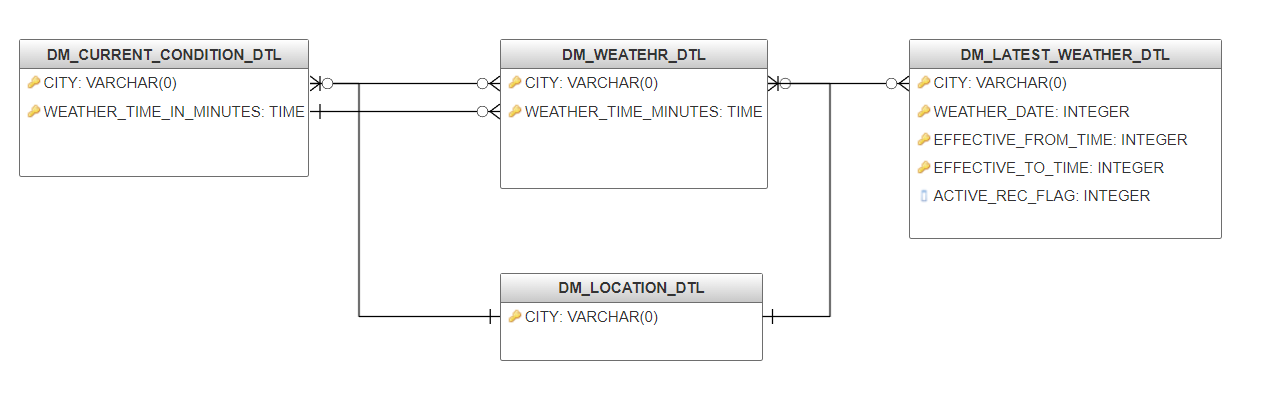 DM_CURRENT_CONDITION_DTL
CITY: VARCHAR(0)
WEATHER_TIME_IN_MINUTES: TIME
DM_WEATEHR_DTL
CITY: VARCHAR(0)
WEATHER_TIME_MINUTES: TIME
DM_LATEST_WEATHER_DTL
CITY: VARCHAR(0)
WEATHER_DATE: INTEGER
EFFECTIVE_FROM_TIME: INTEGER
EFFECTIVE_TO_TIME: INTEGER
ACTIVE_REC_FLAG: INTEGER
DM_LOCATION_DTL
CITY: VARCHAR(0)